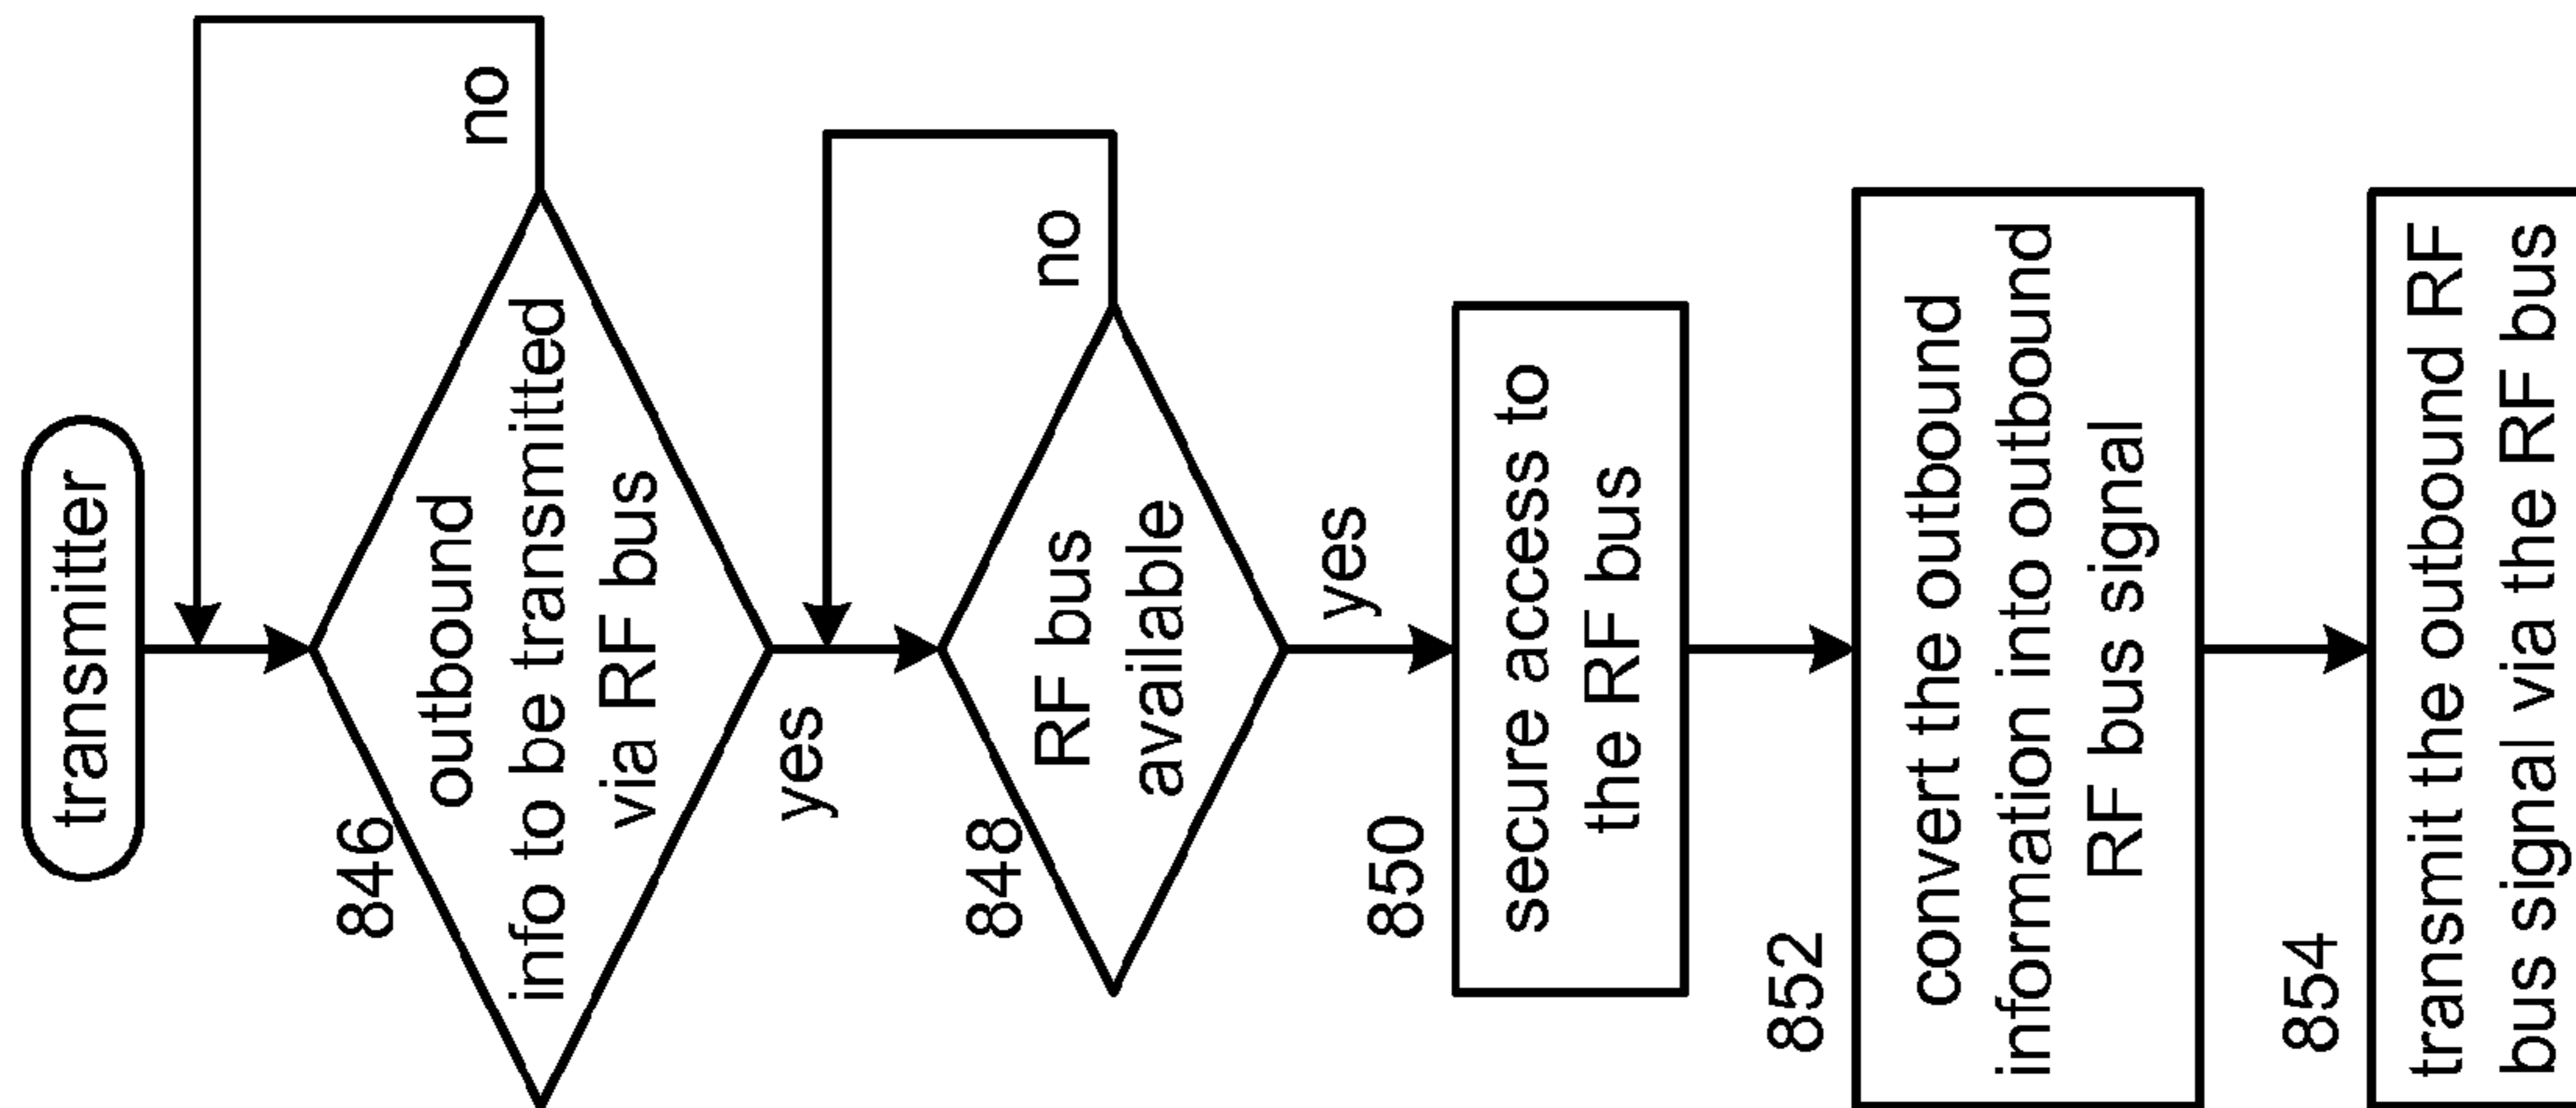 transmitter
846
outbound
info to be transmitted
via RF bus
no
yes
848
RF bus
available
no
yes
850
secure access to
the RF bus
852
convert the outbound
information into outbound
RF bus signal
854
transmit the outbound RF
bus signal via the RF bus